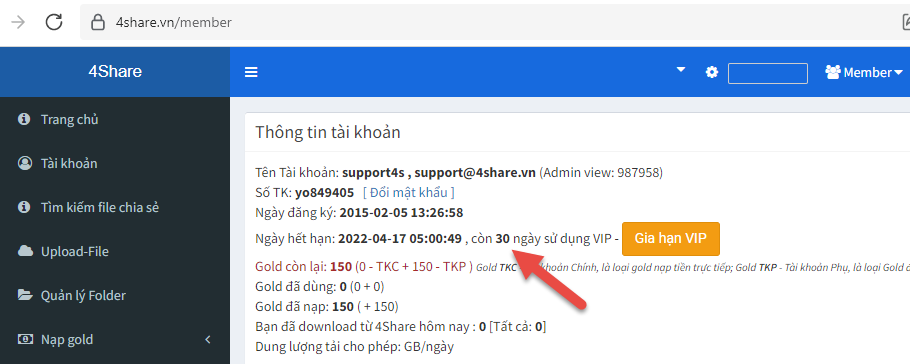 4share.vn/member
4Share
Member
Trang chủ
Tài khoản
Tìm kiếm file chia sẻ
Upload-File
Quản lý Folder
Nạp gold
Thông tin tài khoản
Tên Tài khoản: support4s , support@4share.vn (Admin view: 987958)
Số TK: yo849405 [ Đổi mật khẩu ]
Ngày đăng ký: 2015-02-05 13:26:58
Ngày hết hạn: 2022-04-17 05:00:49 , còn 30 ngày sử dụng VIP - Gia hạn VIP
Gold còn lại: 150 (0 - TKC + 150 - TKP) Gold TKC khoản Chính, là loại gold nạp tiền trực tiếp; Gold TKP - Tài khoản Phụ, là loại Gold
Gold đã dùng: 0 (0 + 0)
Gold đã nạp: 150 ( + 150)
Bạn đã download từ 4Share hôm nay : 0 [Tất cả: 0]
Dung lượng tải cho phép: GB/ngày